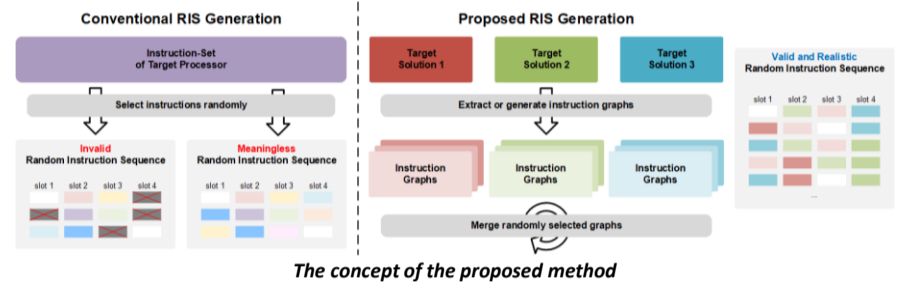 Conventional RIS Generation
Instruction-Set
of Target Processor
Select instructions randomly
Invalid
Random Instruction Sequence
slot 1 slot 2 slot 3 slot 4
Meaningless
Random Instruction Sequence
slot 1 slot 2 slot 3 slot 4
Proposed RIS Generation
Target
Solution 1
Target
Solution 2
Target
Solution 3
Extract or generate instruction graphs
Instruction
Graphs
Instruction
Graphs
Instruction
Graphs
Merge randomly selected graphs
Valid and Realistic
Random Instruction Sequence
slot 1 slot 2 slot 3 slot 4
...
The concept of the proposed method